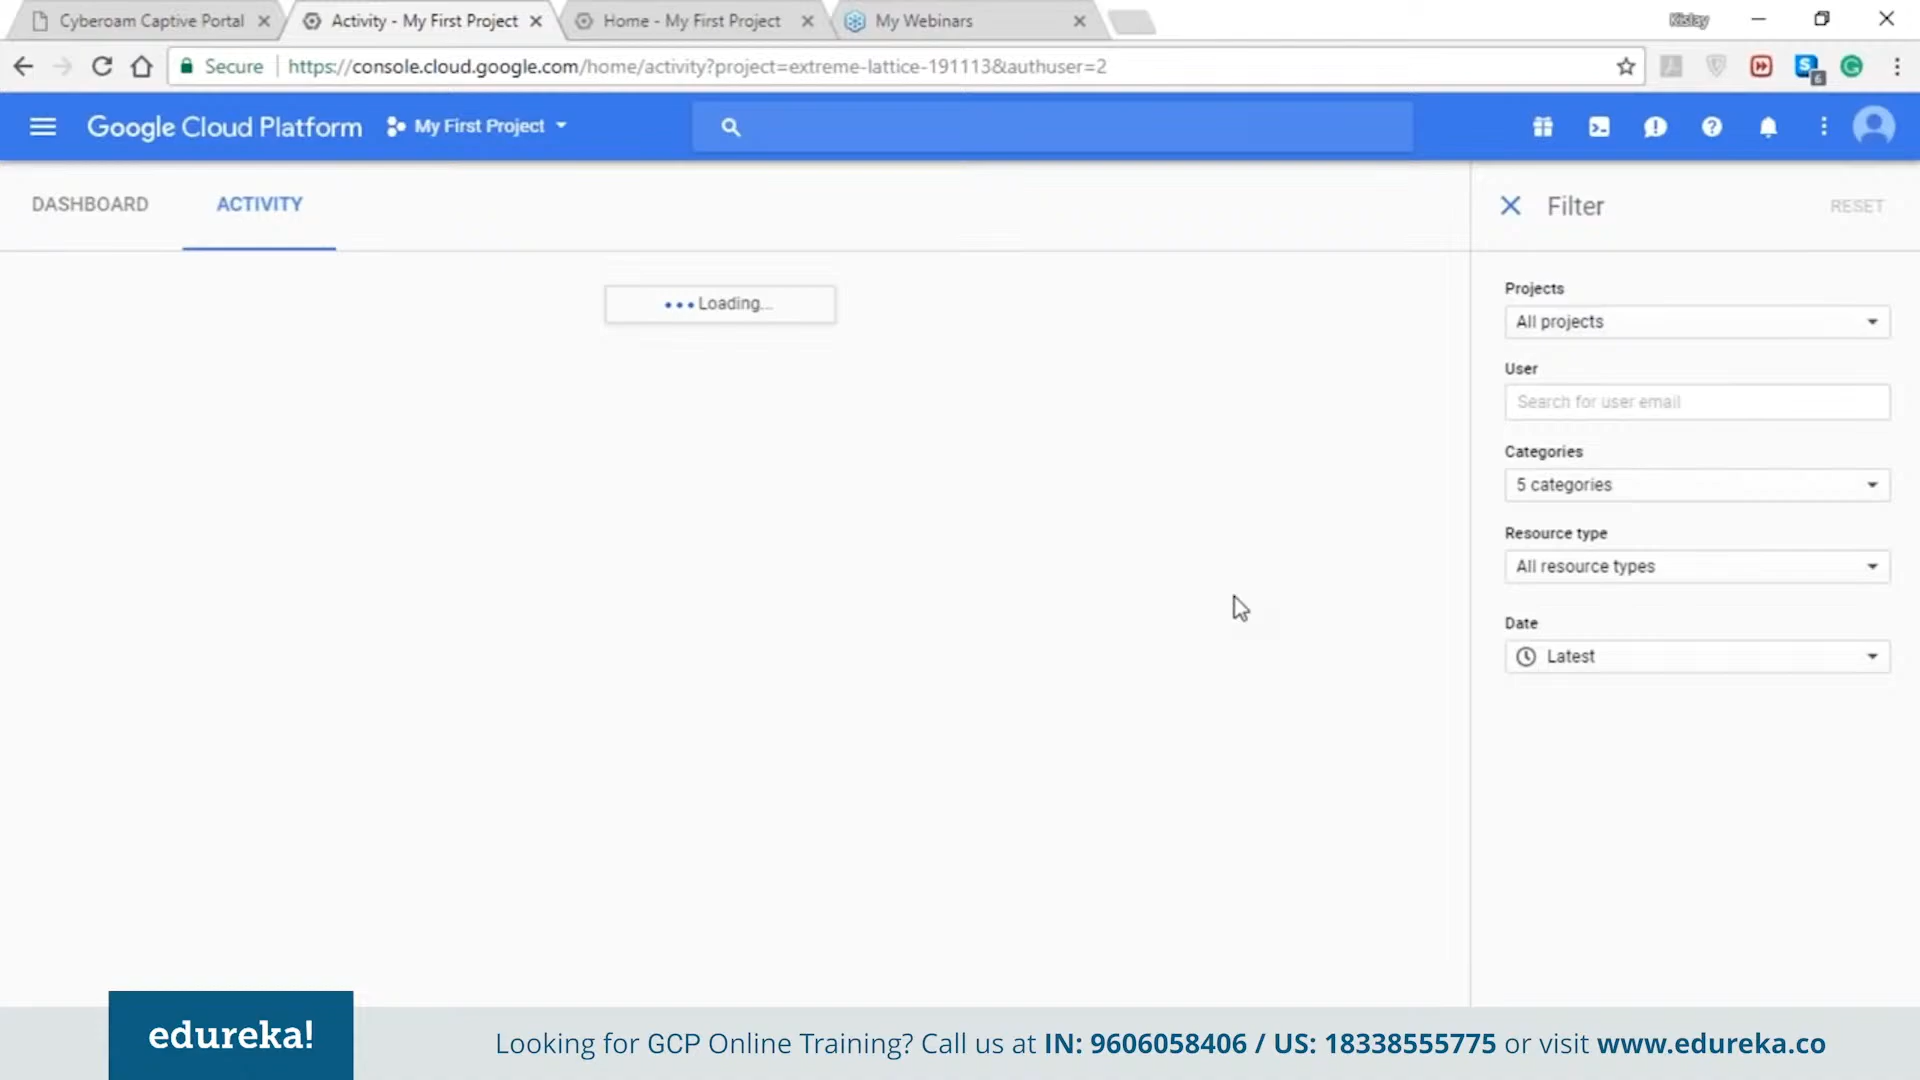 Cyberoam Captive Portal
Activity - My First Project
Home - My First Project
My Webinars
Kislay
Secure
https://console.cloud.google.com/home/activity?project=extreme-lattice-191113&authuser=2
Google Cloud Platform
My First Project
DASHBOARD
ACTIVITY
Loading...
Filter
RESET
Projects
All projects
User
Search for user email
Categories
5 categories
Resource type
All resource types
Date
Latest
edureka!
Looking for GCP Online Training? Call us at IN: 9606058406 / US: 18338555775 or visit www.edureka.co